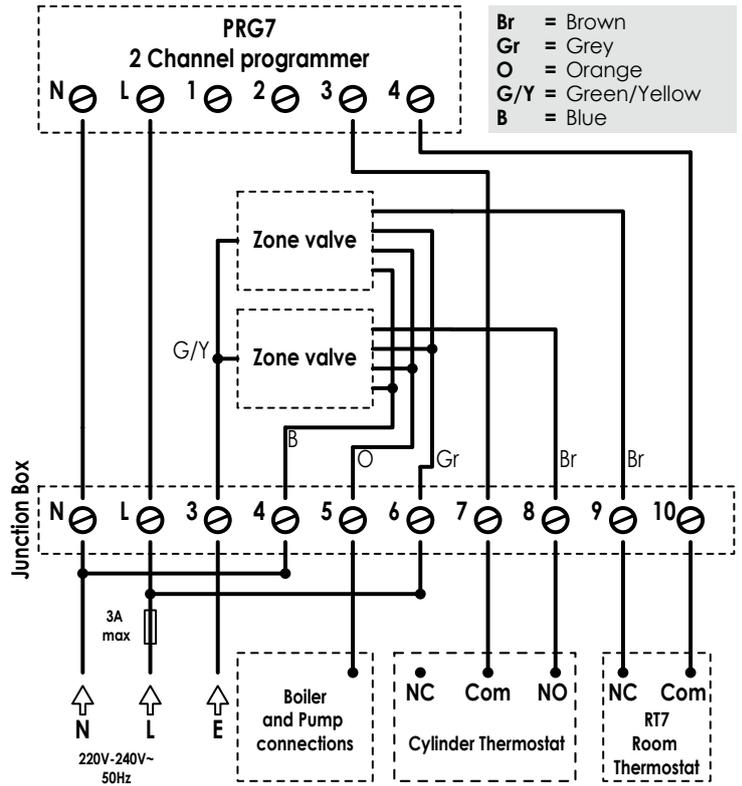 PRG7
2 Channel programmer
N L 1 2 3 4
Br = Brown
Gr = Grey
O = Orange
G/Y = Green/Yellow
B = Blue
Zone valve
Zone valve
G/Y
B
O
Gr
Br
Br
Junction Box
N L 3 4 5 6 7 8 9 10
3A
max
N
L
E
220V-240V~
50Hz
Boiler
and Pump
connections
NC Com NO
Cylinder Thermostat
NC Com
RT7
Room
Thermostat